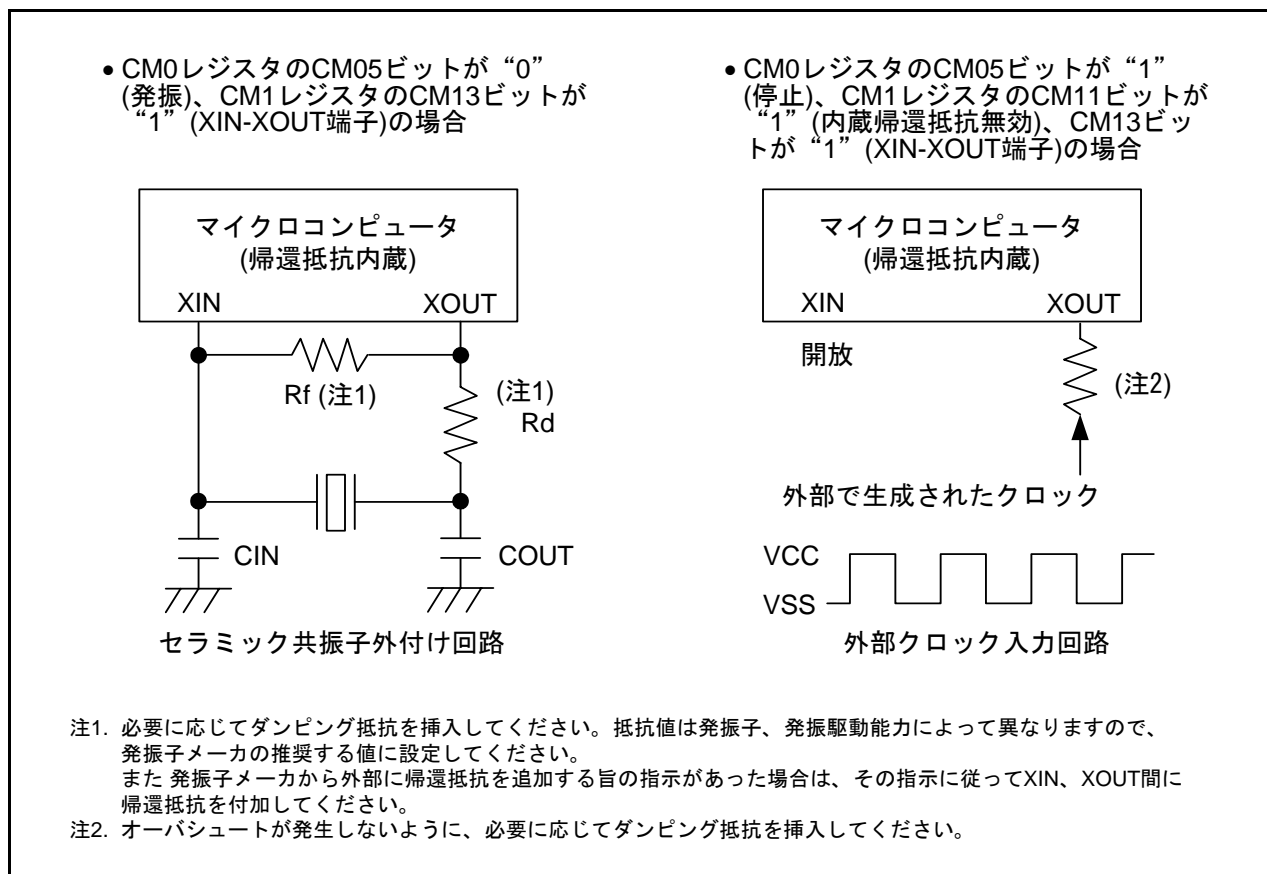 • CM0レジスタのCM05ビットが “0”
(発振)、CM1レジスタのCM13ビットが
“1” (XIN-XOUT端子)の場合
マイクロコンピュータ
(帰還抵抗内蔵)
XIN
XOUT
Rf (注1)
(注1)
Rd
CIN
COUT
セラミック共振子外付け回路
• CM0レジスタのCM05ビットが “1”
(停止)、CM1レジスタのCM11ビットが
“1” (内蔵帰還抵抗無効)、CM13ビッ
トが “1” (XIN-XOUT端子)の場合
マイクロコンピュータ
(帰還抵抗内蔵)
XIN
XOUT
開放
(注2)
外部で生成されたクロック
VCC
VSS
外部クロック入力回路
注1. 必要に応じてダンピング抵抗を挿入してください。抵抗値は発振子、発振駆動能力によって異なりますので、
発振子メーカの推奨する値に設定してください。
また 発振子メーカから外部に帰還抵抗を追加する旨の指示があった場合は、その指示に従ってXIN、XOUT間に
帰還抵抗を付加してください。
注2. オーバシュートが発生しないように、必要に応じてダンピング抵抗を挿入してください。